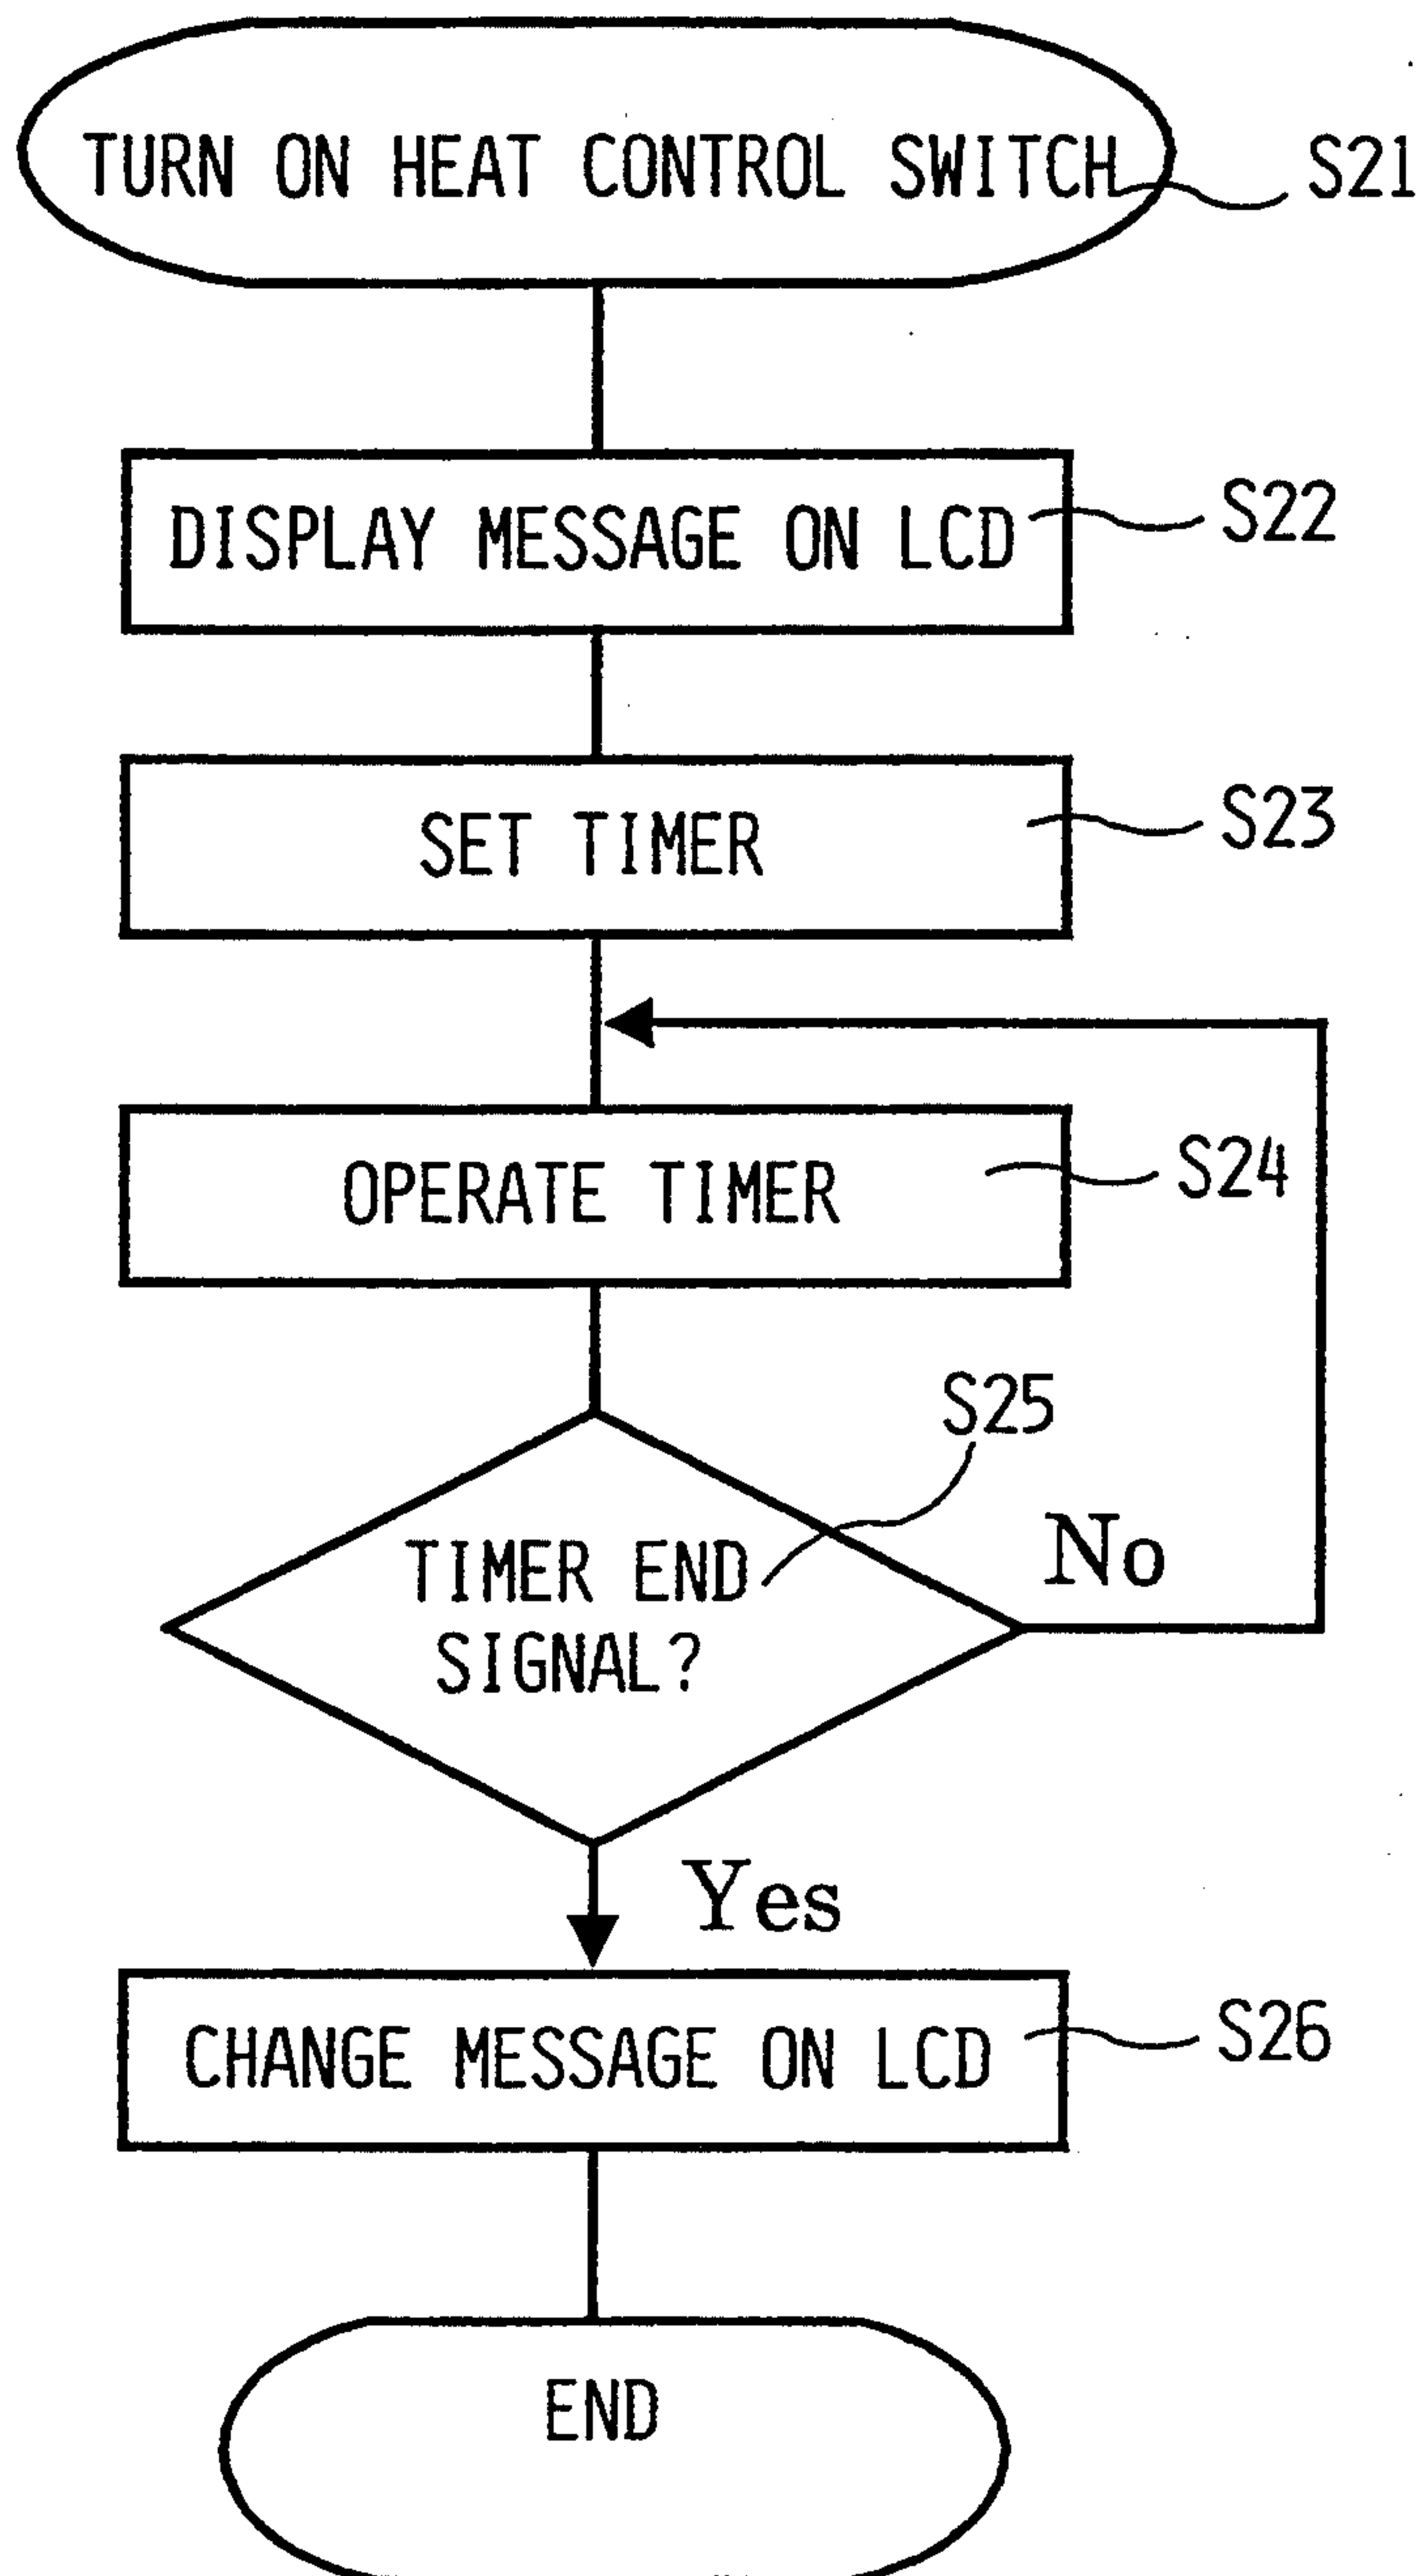 TURN ON HEAT CONTROL SWITCH S21
DISPLAY MESSAGE ON LCD S22
SET TIMER S23
OPERATE TIMER S24
S25
TIMER END
SIGNAL?
No
Yes
CHANGE MESSAGE ON LCD S26
END